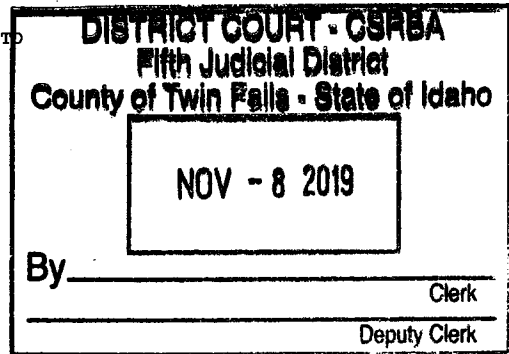 TO
DISTRICT COURT - CSRBA
Fifth Judicial District
County of Twin Falls - State of Idaho
NOV - 8 2019
By
Clerk
Deputy Clerk